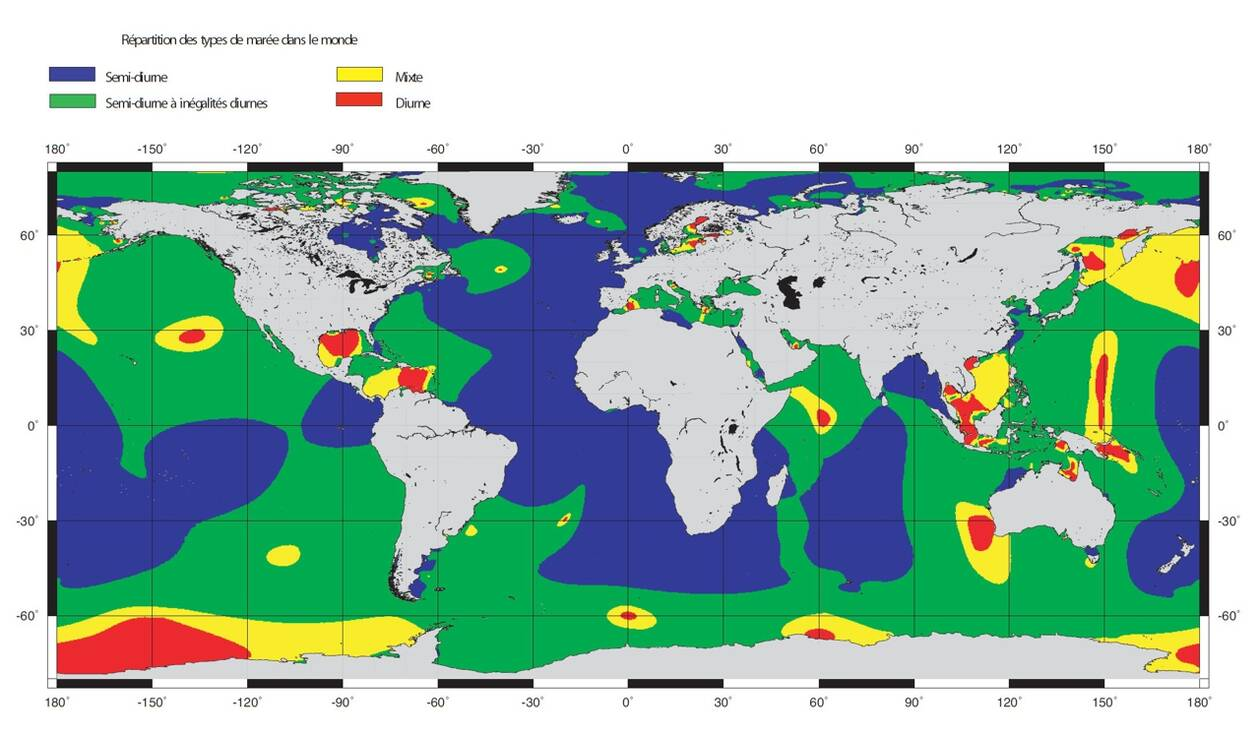 Répartition des types de marée dans le monde
Semi-diurne Mixte
Semi-diurne à inégalités diurnes Diurne
180° -150° -120° -90° -60° -30° 0° 30° 60° 90° 120° 150° 180°
60° 60°
30° 30°
0° 0°
-30° -30°
-60° -60°
180° -150° -120° -90° -60° -30° 0° 30° 60° 90° 120° 150° 180°